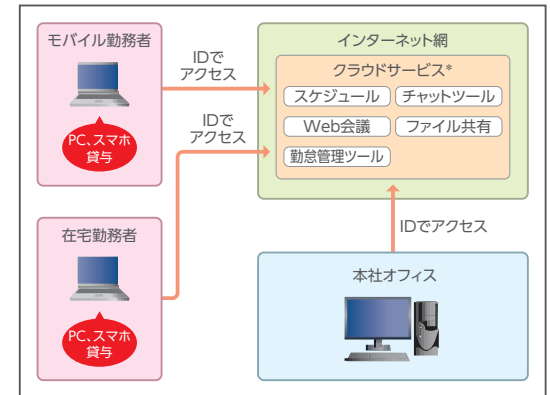 モバイル勤務者
PC、スマホ
貸与
IDで
アクセス
インターネット網
クラウドサービス*
スケジュール
チャットツール
Web会議
ファイル共有
勤怠管理ツール
IDで
アクセス
在宅勤務者
PC、スマホ
貸与
IDでアクセス
本社オフィス